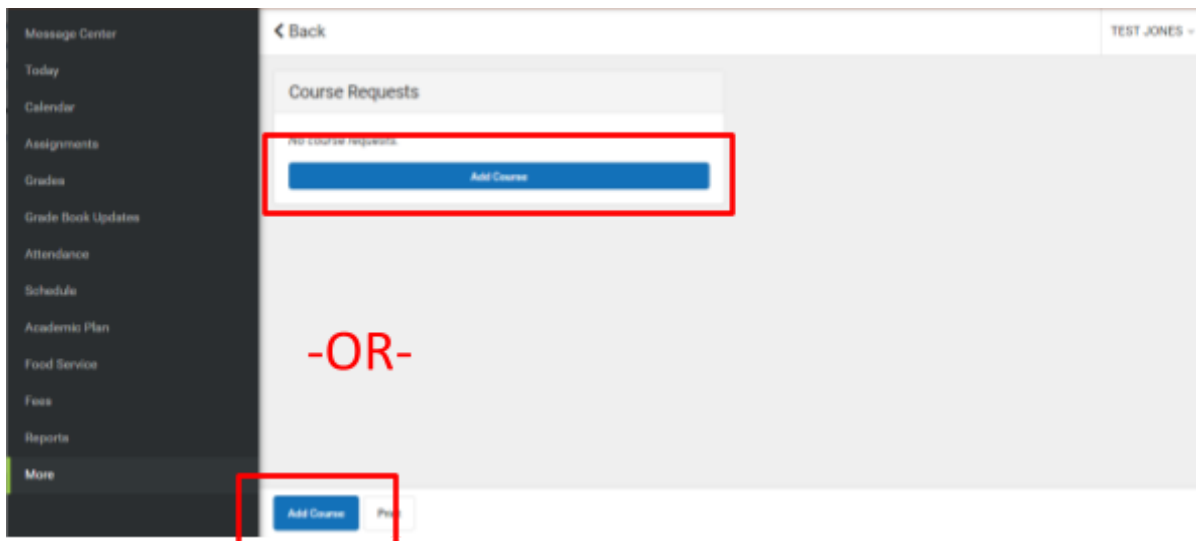 Message Center
Today
Calendar
Assignments
Grades
Grade Book Updates
Attendance
Schedule
Academic Plan
Food Service
Fees
Reports
More
Back
TEST JONES
Course Requests
No course requests.
Add Course
-OR-
Add Course
Print